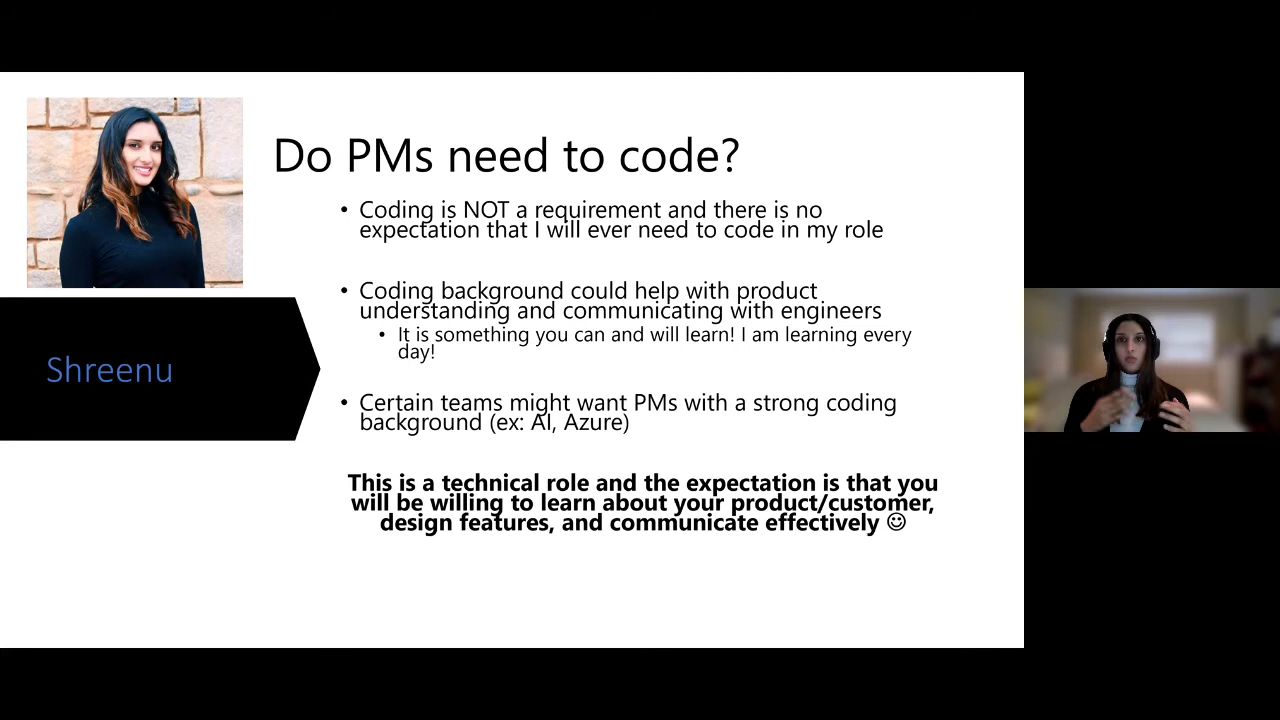 Do PMs need to code?
• Coding is NOT a requirement and there is no
expectation that I will ever need to code in my role
• Coding background could help with product
understanding and communicating with engineers
• It is something you can and will learn! I am learning every
day!
Shreenu
• Certain teams might want PMs with a strong coding
background (ex: AI, Azure)
This is a technical role and the expectation is that you
will be willing to learn about your product/customer,
design features, and communicate effectively ☺